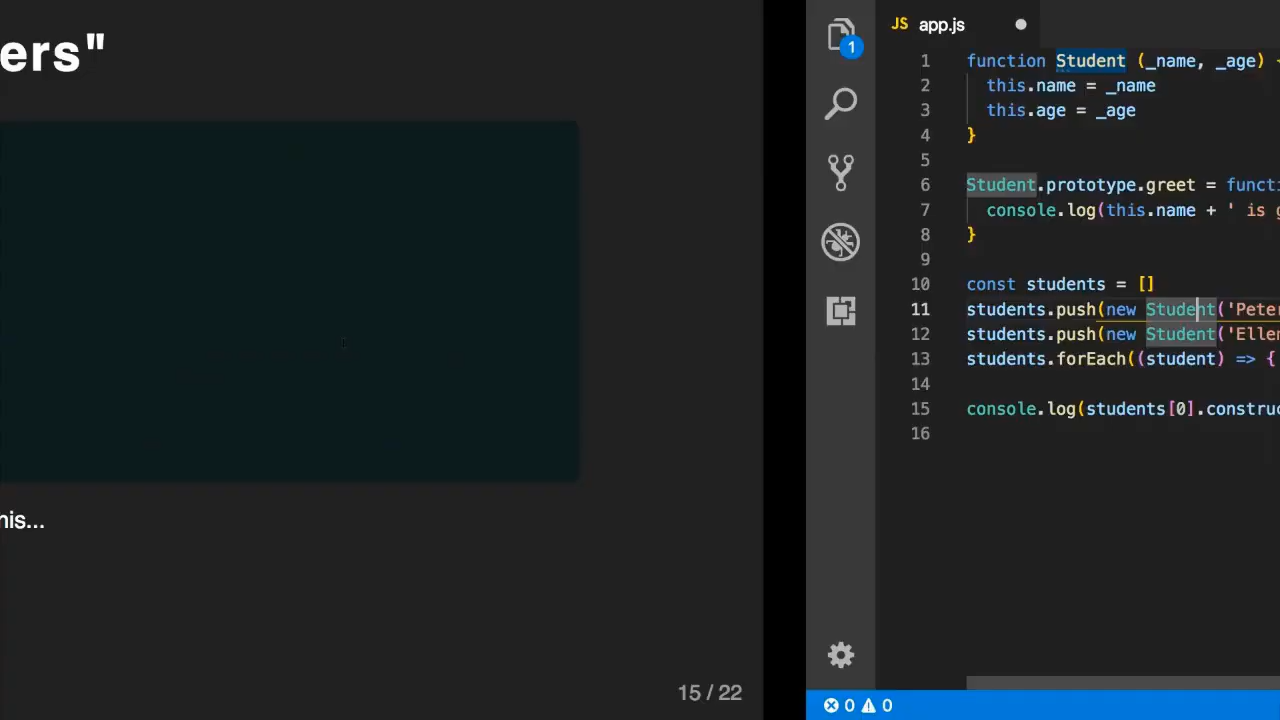 ers"
his...
15 / 22
JS app.js
1
1 function Student (_name, _age) {
2 this.name = _name
3 this.age = _age
4 }
5
6 Student.prototype.greet = functi
7 console.log(this.name + ' is g
8 }
9
10 const students = []
11 students.push(new Student('Peter
12 students.push(new Student('Ellen
13 students.forEach((student) => {
14
15 console.log(students[0].construc
16
0 0